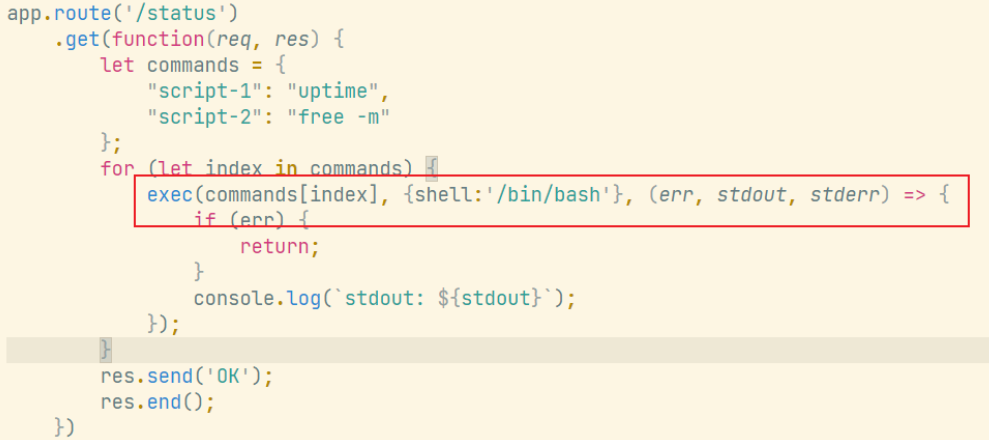 app.route('/status')
    .get(function(req, res) {
        let commands = {
            "script-1": "uptime",
            "script-2": "free -m"
        };
        for (let index in commands) {
            exec(commands[index], {shell:'/bin/bash'}, (err, stdout, stderr) => {
                if (err) {
                    return;
                }
                console.log(`stdout: ${stdout}`);
            });
        }
        res.send('OK');
        res.end();
    })